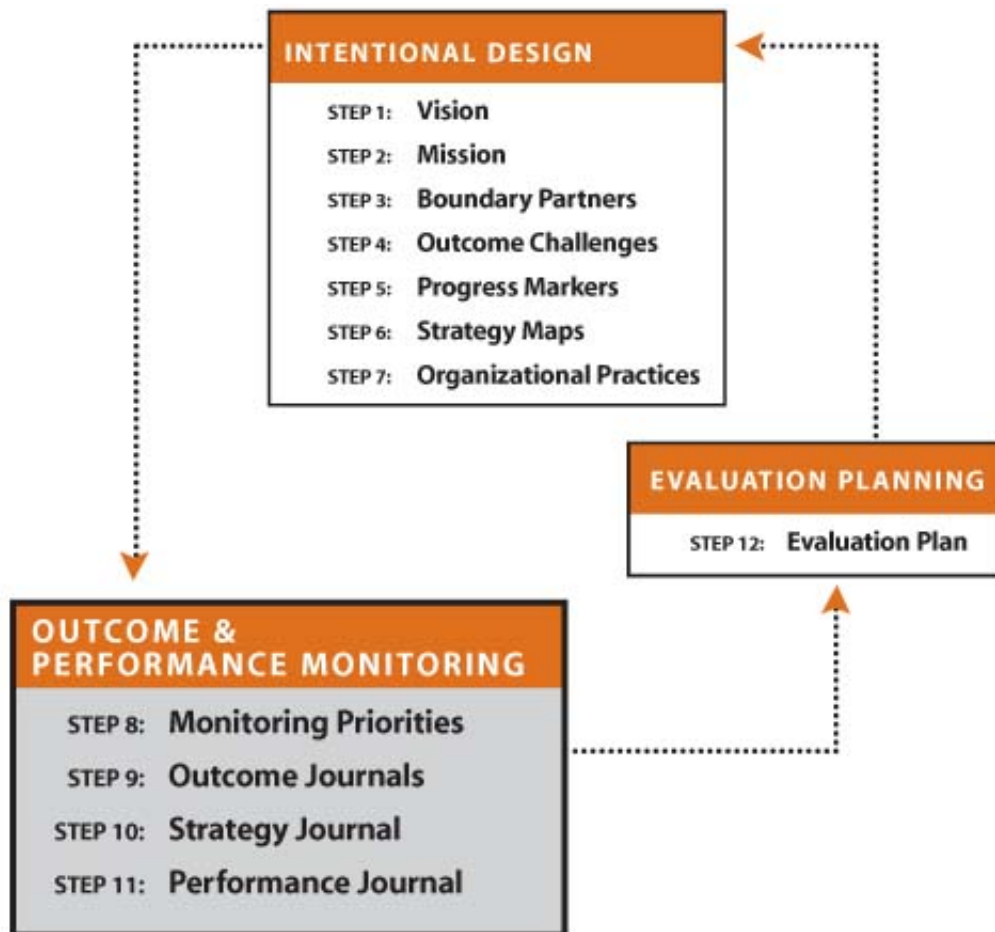 INTENTIONAL DESIGN
STEP 1: Vision
STEP 2: Mission
STEP 3: Boundary Partners
STEP 4: Outcome Challenges
STEP 5: Progress Markers
STEP 6: Strategy Maps
STEP 7: Organizational Practices
EVALUATION PLANNING
STEP 12: Evaluation Plan
OUTCOME &
PERFORMANCE MONITORING
STEP 8: Monitoring Priorities
STEP 9: Outcome Journals
STEP 10: Strategy Journal
STEP 11: Performance Journal